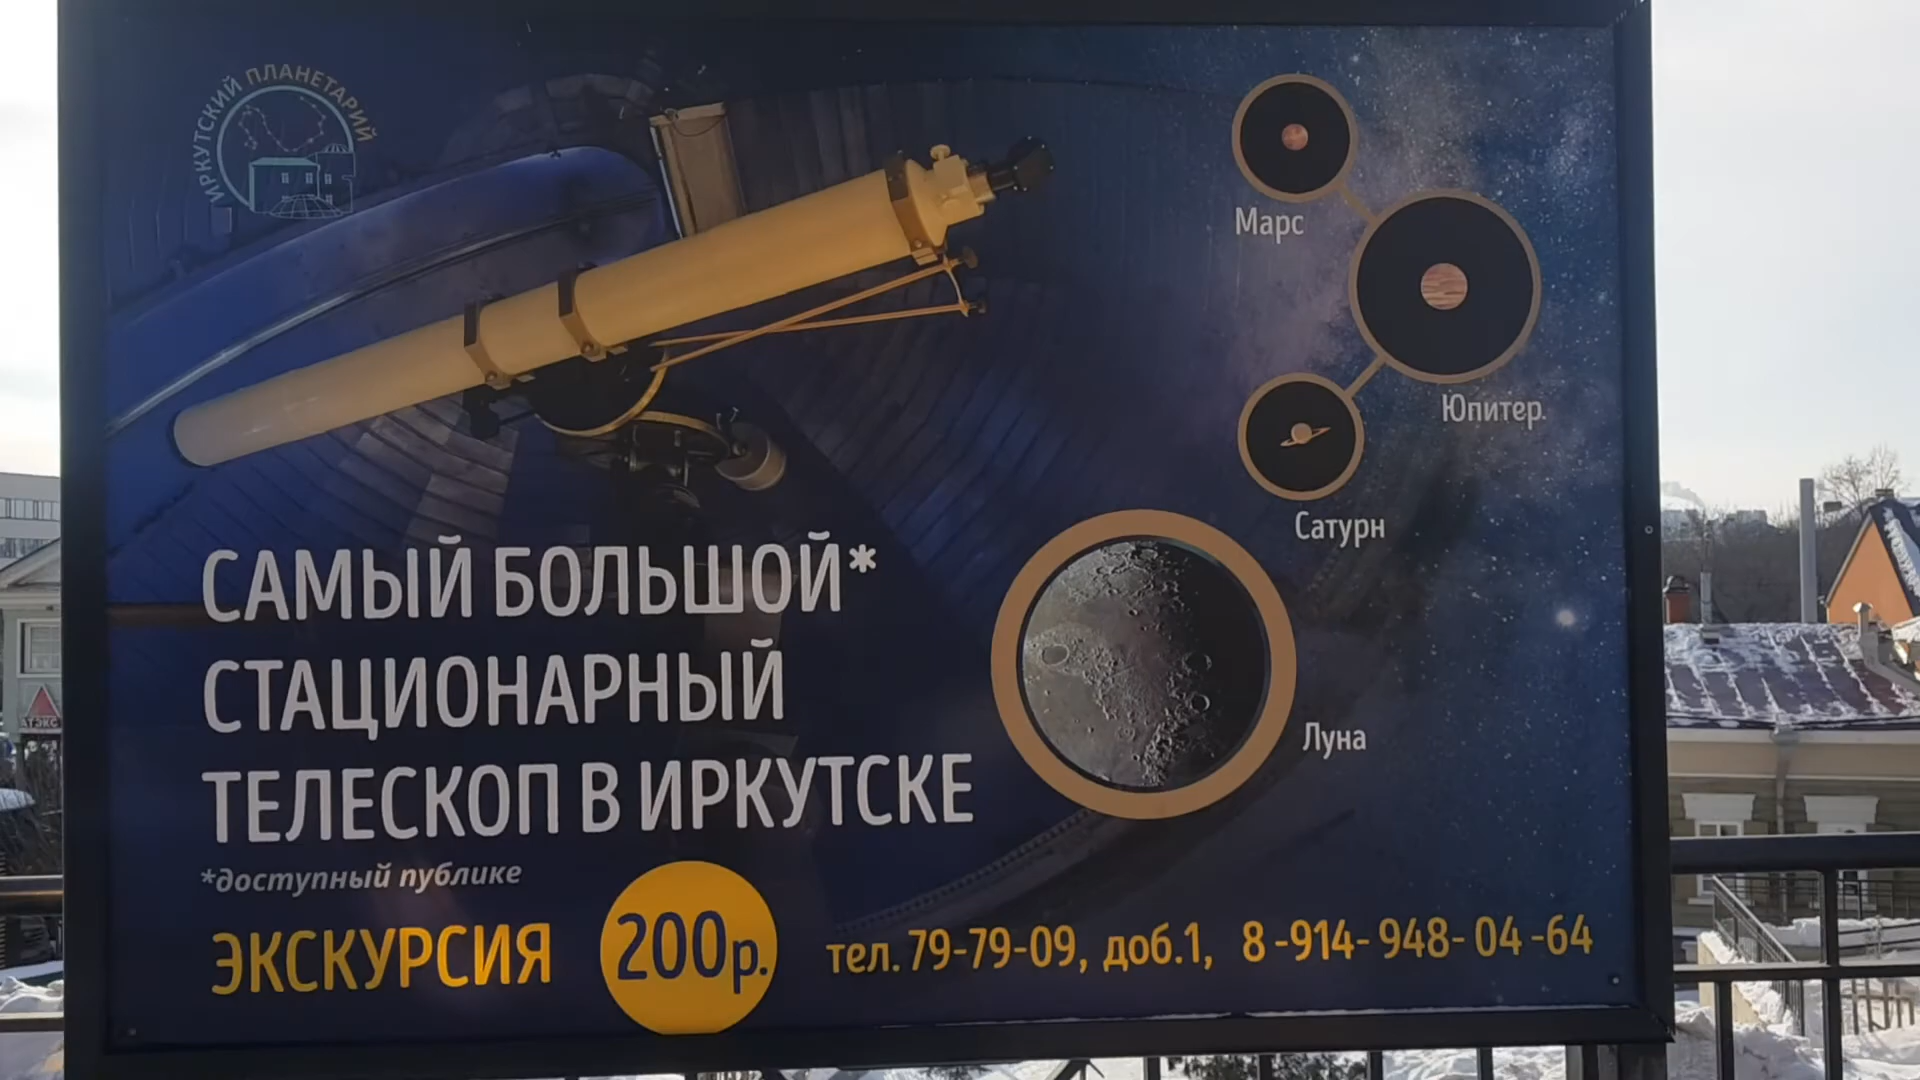 ИРКУТСКИЙ ПЛАНЕТАРИЙ
Марс
Юпитер.
Сатурн
Луна
САМЫЙ БОЛЬШОЙ*
СТАЦИОНАРНЫЙ
ТЕЛЕСКОП В ИРКУТСКЕ
*доступный публике
ЭКСКУРСИЯ 200р. тел. 79-79-09, доб.1, 8-914-948-04-64
АТЭКС